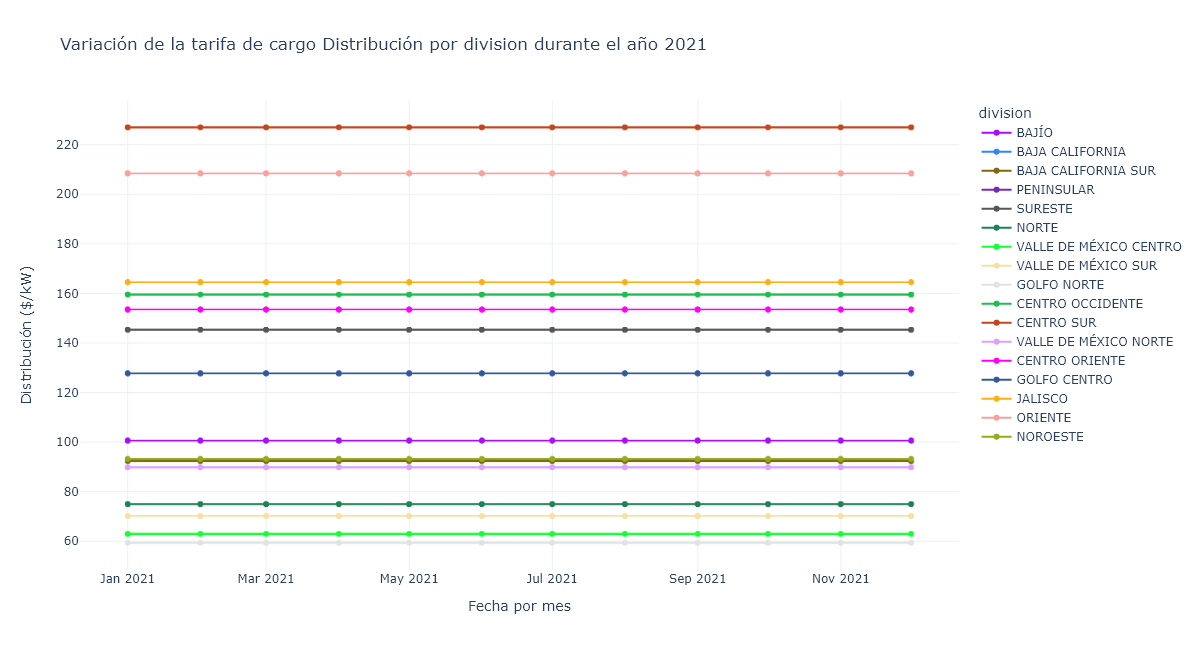 Variación de la tarifa de cargo Distribución por division durante el año 2021
division
BAJÍO
BAJA CALIFORNIA
BAJA CALIFORNIA SUR
PENINSULAR
SURESTE
NORTE
VALLE DE MÉXICO CENTRO
VALLE DE MÉXICO SUR
GOLFO NORTE
CENTRO OCCIDENTE
CENTRO SUR
VALLE DE MÉXICO NORTE
CENTRO ORIENTE
GOLFO CENTRO
JALISCO
ORIENTE
NOROESTE
Distribución ($/kW)
220
200
180
160
140
120
100
80
60
Jan 2021 Mar 2021 May 2021 Jul 2021 Sep 2021 Nov 2021
Fecha por mes